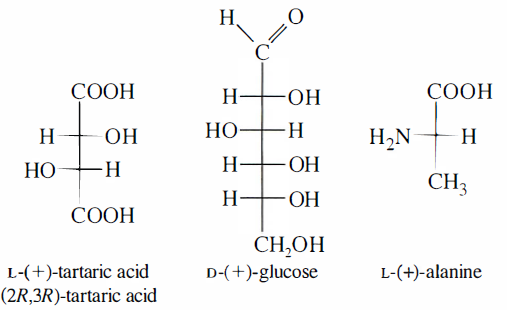 COOH
H OH
HO H
COOH
L-(+)-tartaric acid
(2R,3R)-tartaric acid
H O
C
H OH
HO H
H OH
H OH
CH₂OH
D-(+)-glucose
COOH
H₂N H
CH₃
L-(+)-alanine